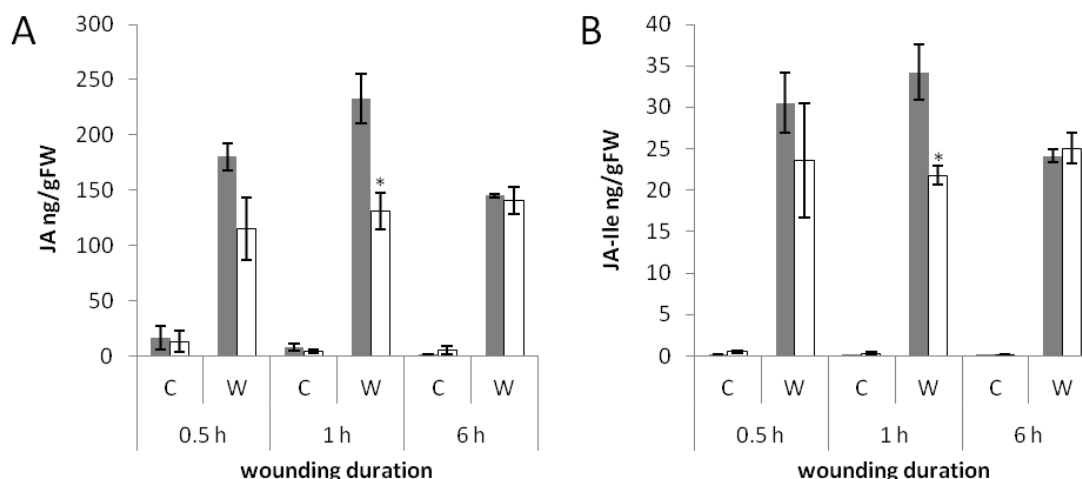 A
JA ng/gFW
300
250
200
150
100
50
0
*
C W C W C W
0.5 h 1 h 6 h
wounding duration
B
JA-Ile ng/gFW
40
35
30
25
20
15
10
5
0
*
C W C W C W
0.5 h 1 h 6 h
wounding duration